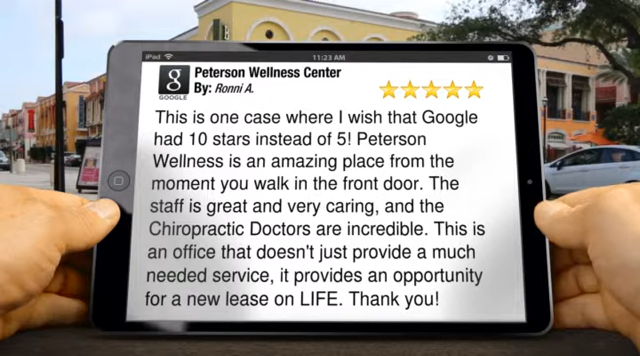 iPad
11:23 AM
g
GOOGLE
Peterson Wellness Center
By: Ronni A.
This is one case where I wish that Google
had 10 stars instead of 5! Peterson
Wellness is an amazing place from the
moment you walk in the front door. The
staff is great and very caring, and the
Chiropractic Doctors are incredible. This is
an office that doesn't just provide a much
needed service, it provides an opportunity
for a new lease on LIFE. Thank you!